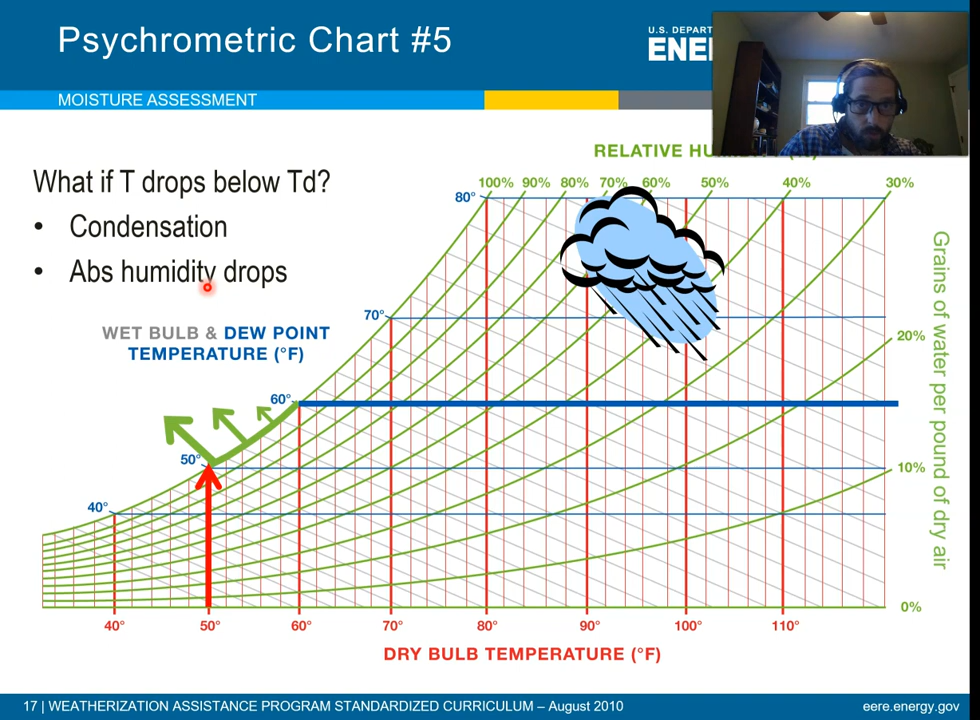 Psychrometric Chart #5
U.S. DEPART
ENE
MOISTURE ASSESSMENT
RELATIVE HU
What if T drops below Td?
• Condensation
• Abs humidity drops
100% 90% 80% 70% 60% 50% 40% 30%
80°
70°
20%
WET BULB & DEW POINT
TEMPERATURE (°F)
60°
50°
10%
40°
0%
Grains of water per pound of dry air
40° 50° 60° 70° 80° 90° 100° 110°
DRY BULB TEMPERATURE (°F)
17 | WEATHERIZATION ASSISTANCE PROGRAM STANDARDIZED CURRICULUM – August 2010
eere.energy.gov